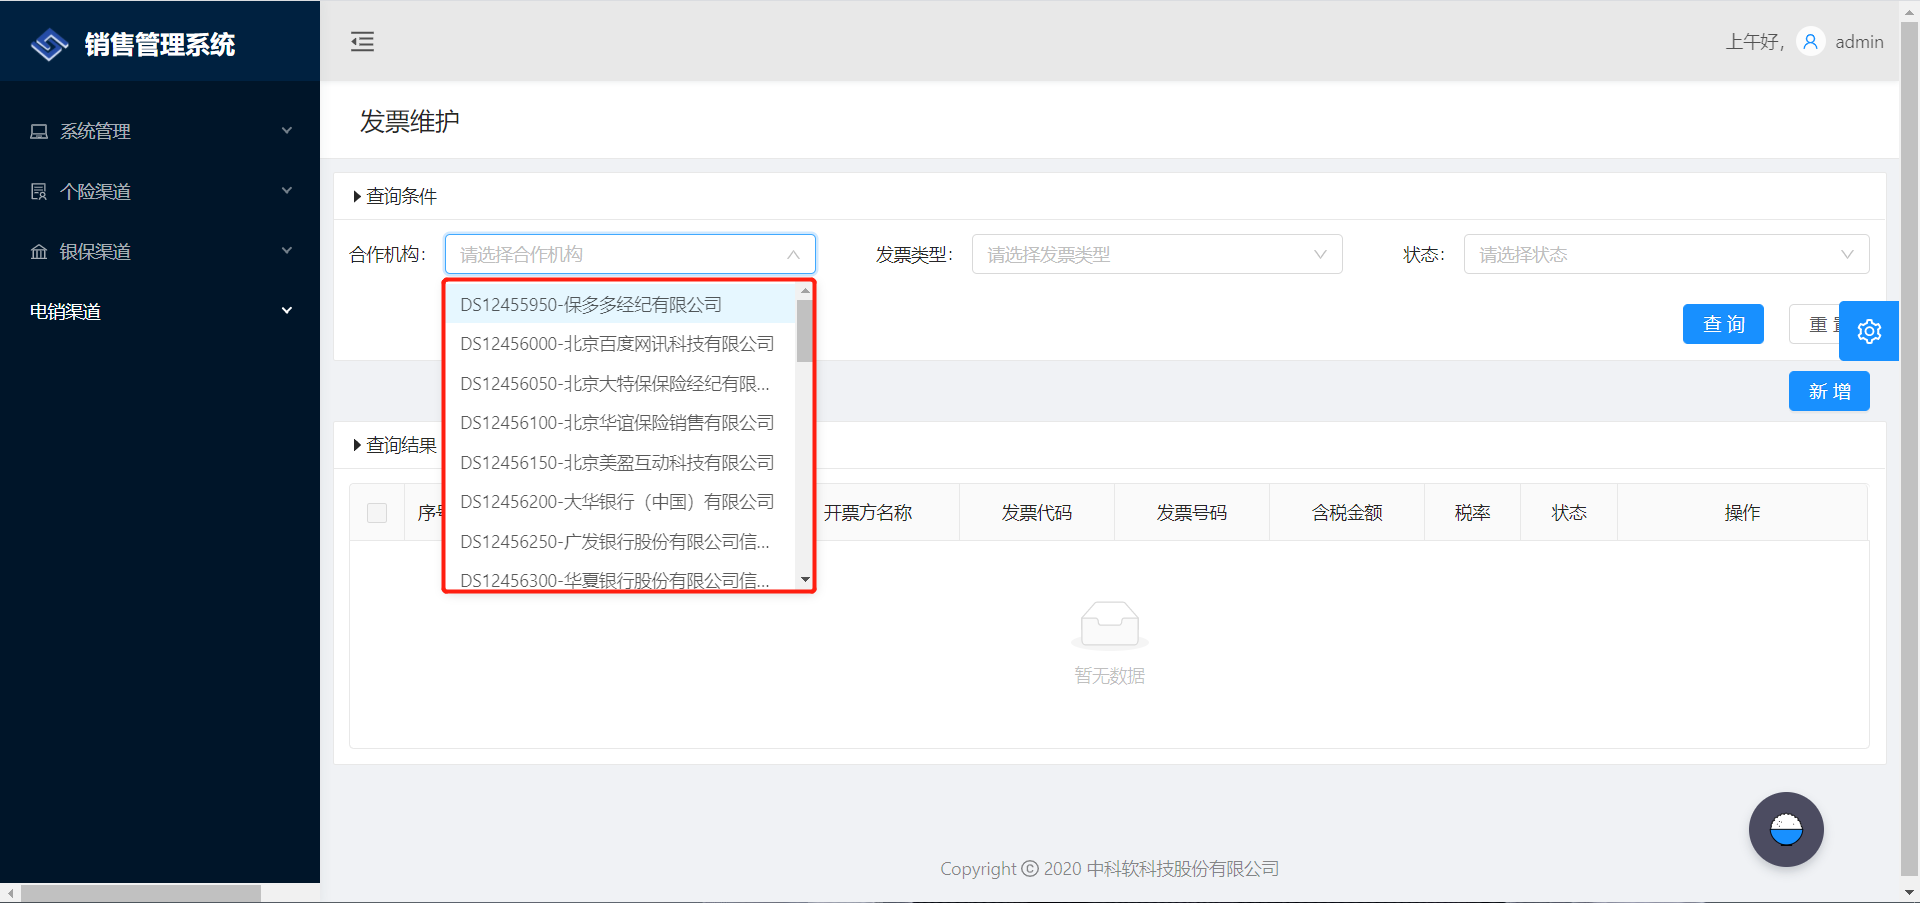 销售管理系统
上午好,
admin
系统管理
个险渠道
银保渠道
电销渠道
发票维护
查询条件
合作机构:
请选择合作机构
发票类型:
请选择发票类型
状态:
请选择状态
DS12455950-保多多经纪有限公司
DS12456000-北京百度网讯科技有限公司
DS12456050-北京大特保保险经纪有限...
DS12456100-北京华谊保险销售有限公司
DS12456150-北京美盈互动科技有限公司
DS12456200-大华银行（中国）有限公司
DS12456250-广发银行股份有限公司信...
DS12456300-华夏银行股份有限公司信...
查 询
重
新 增
查询结果
序号
开票方名称
发票代码
发票号码
含税金额
税率
状态
操作
暂无数据
Copyright © 2020 中科软科技股份有限公司